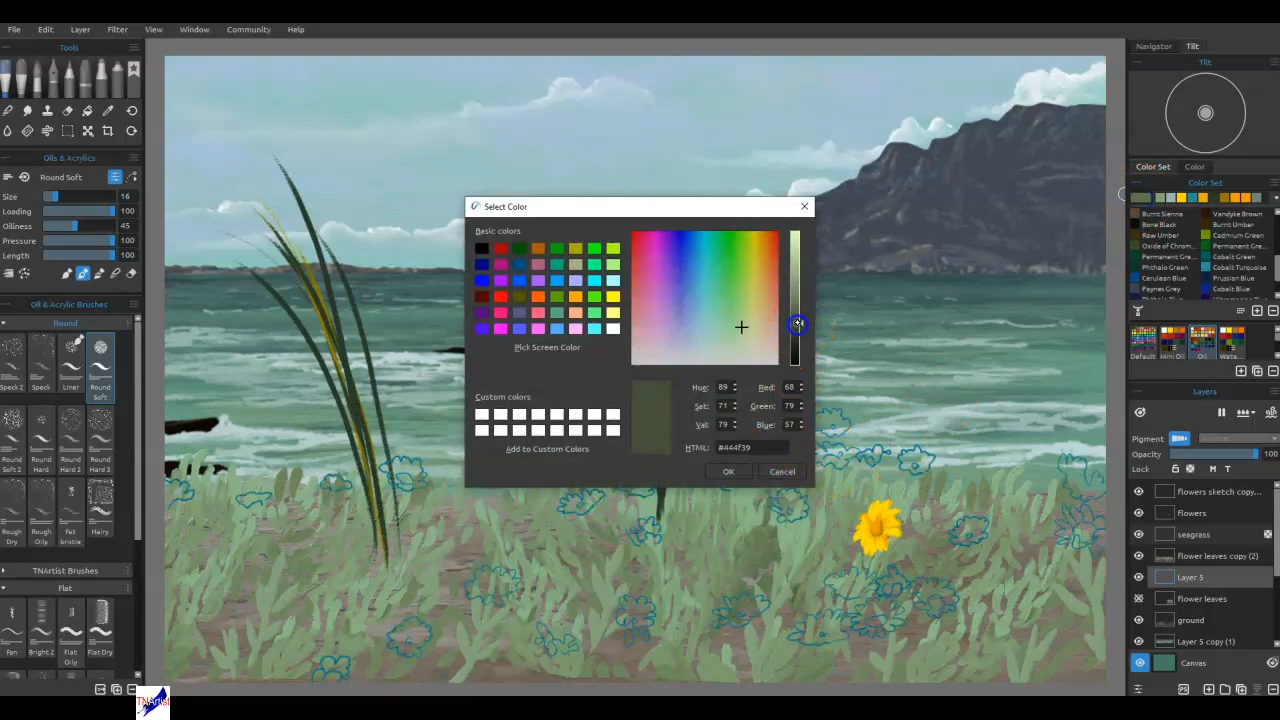 File Edit Layer Filter View Window Community Help
Tools
Oils & Acrylics
Round Soft
Size 16
Loading 100
Oiliness 45
Pressure 100
Length 100
Oil & Acrylic Brushes
Round
Speck 2 Speck Liner Round Soft
Round Soft 2 Round Hard Round Hard 2 Round Hard 3
Rough Dry Rough Oily Fat bristle Hairy
TNArtist Brushes
Flat
Fan Bright 2 Flat Oily Flat Dry
TNArtist
Select Color
Basic colors
Pick Screen Color
Custom colors
Add to Custom Colors
Hue: 89 Red: 68
Sat: 71 Green: 79
Val: 79 Blue: 57
HTML: #444f39
OK Cancel
Navigator Tilt
Tilt
Color Set Color
Color Set
Burnt Sienna Vandyke Brown
Bone Black Burnt Umber
Raw Umber Cadmium Green
Oxide of Chrom... Permanent Gre...
Permanent Gre... Cobalt Green
Phthalo Green Cobalt Turquoise
Cerulean Blue Prussian Blue
Paynes Grey Cobalt Blue
Default Mini Oil Oil Wate...
Layers
Pigment
Opacity 100
Lock M T
flowers sketch copy...
Flowers
seagrass
Flower leaves copy (2)
Layer 5
Flower leaves
ground
Layer 5 copy (1)
Canvas